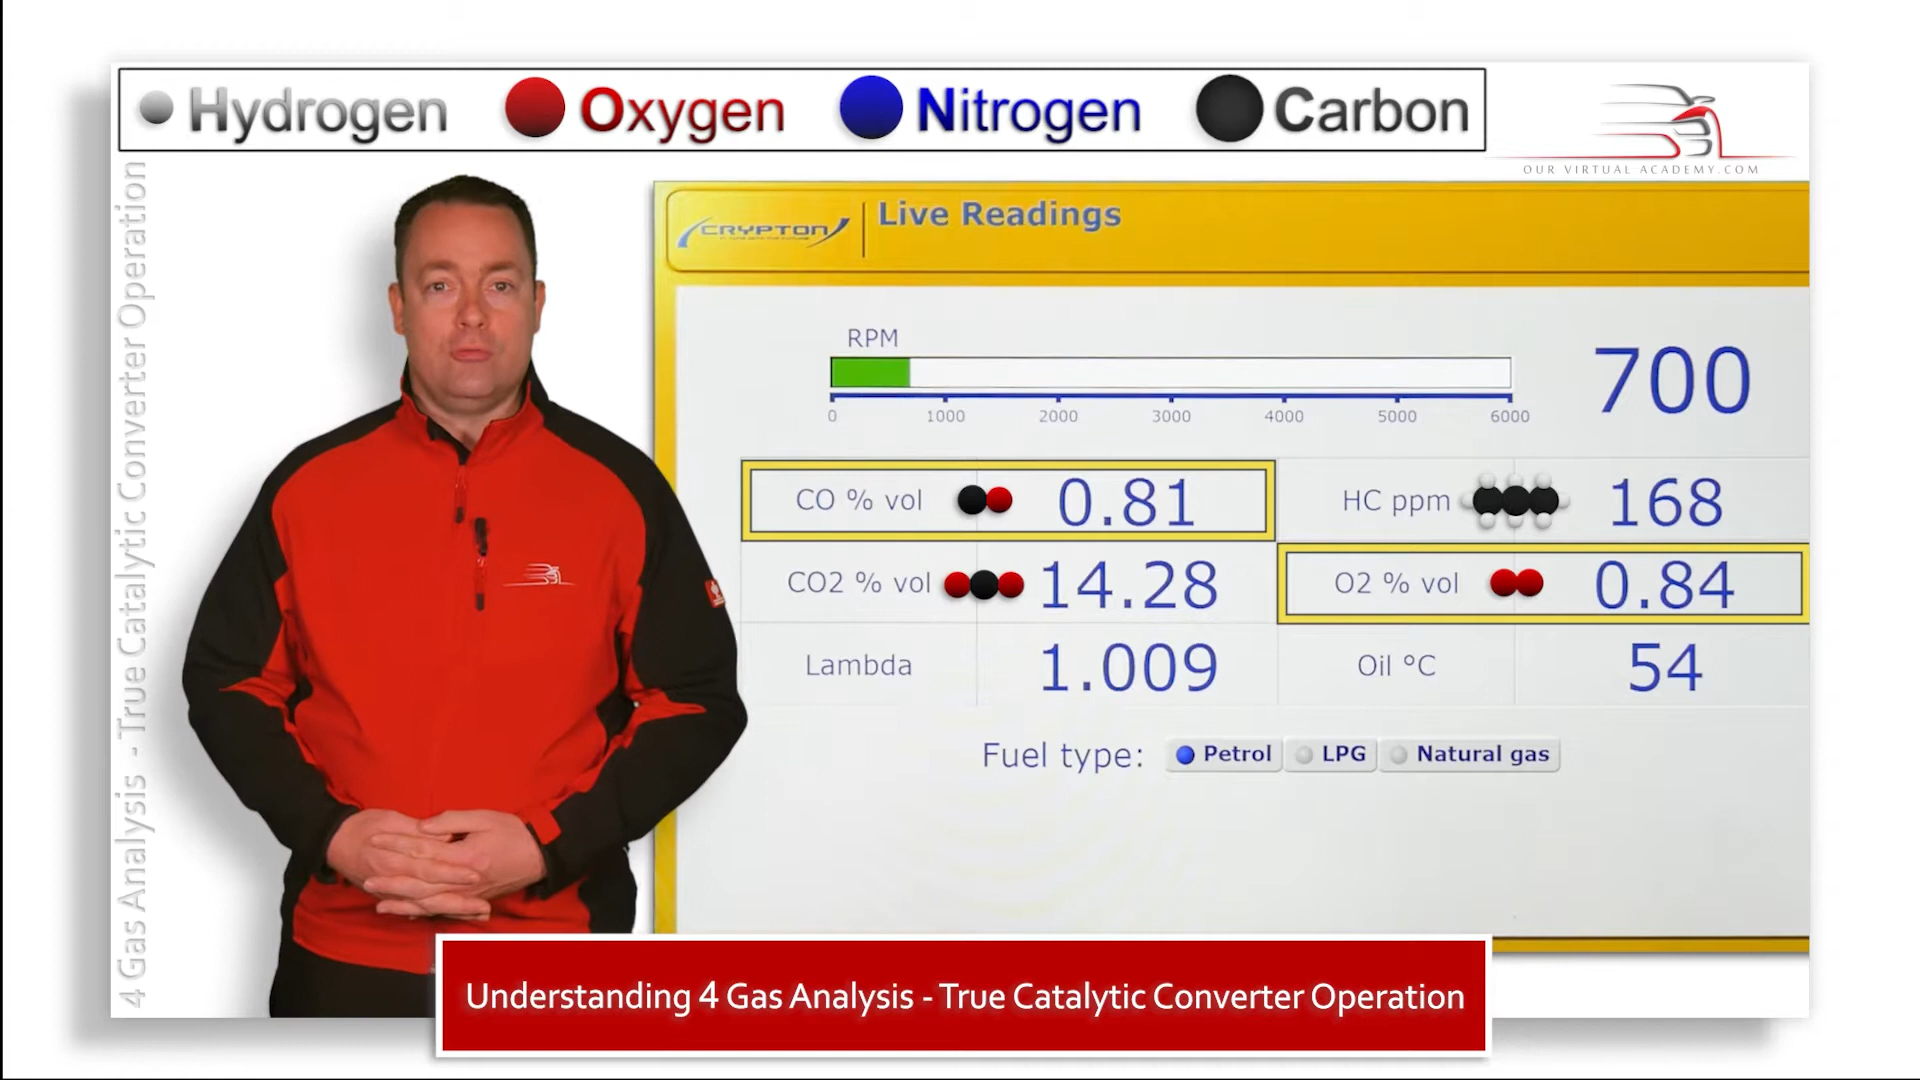 Hydrogen Oxygen Nitrogen Carbon
OUR VIRTUAL ACADEMY.COM
4 Gas Analysis - True Catalytic Converter Operation
CRYPTON
Live Readings
RPM
700
0 1000 2000 3000 4000 5000 6000
CO % vol 0.81 HC ppm 168
CO2 % vol 14.28 O2 % vol 0.84
Lambda 1.009 Oil °C 54
Fuel type: Petrol LPG Natural gas
Understanding 4 Gas Analysis - True Catalytic Converter Operation